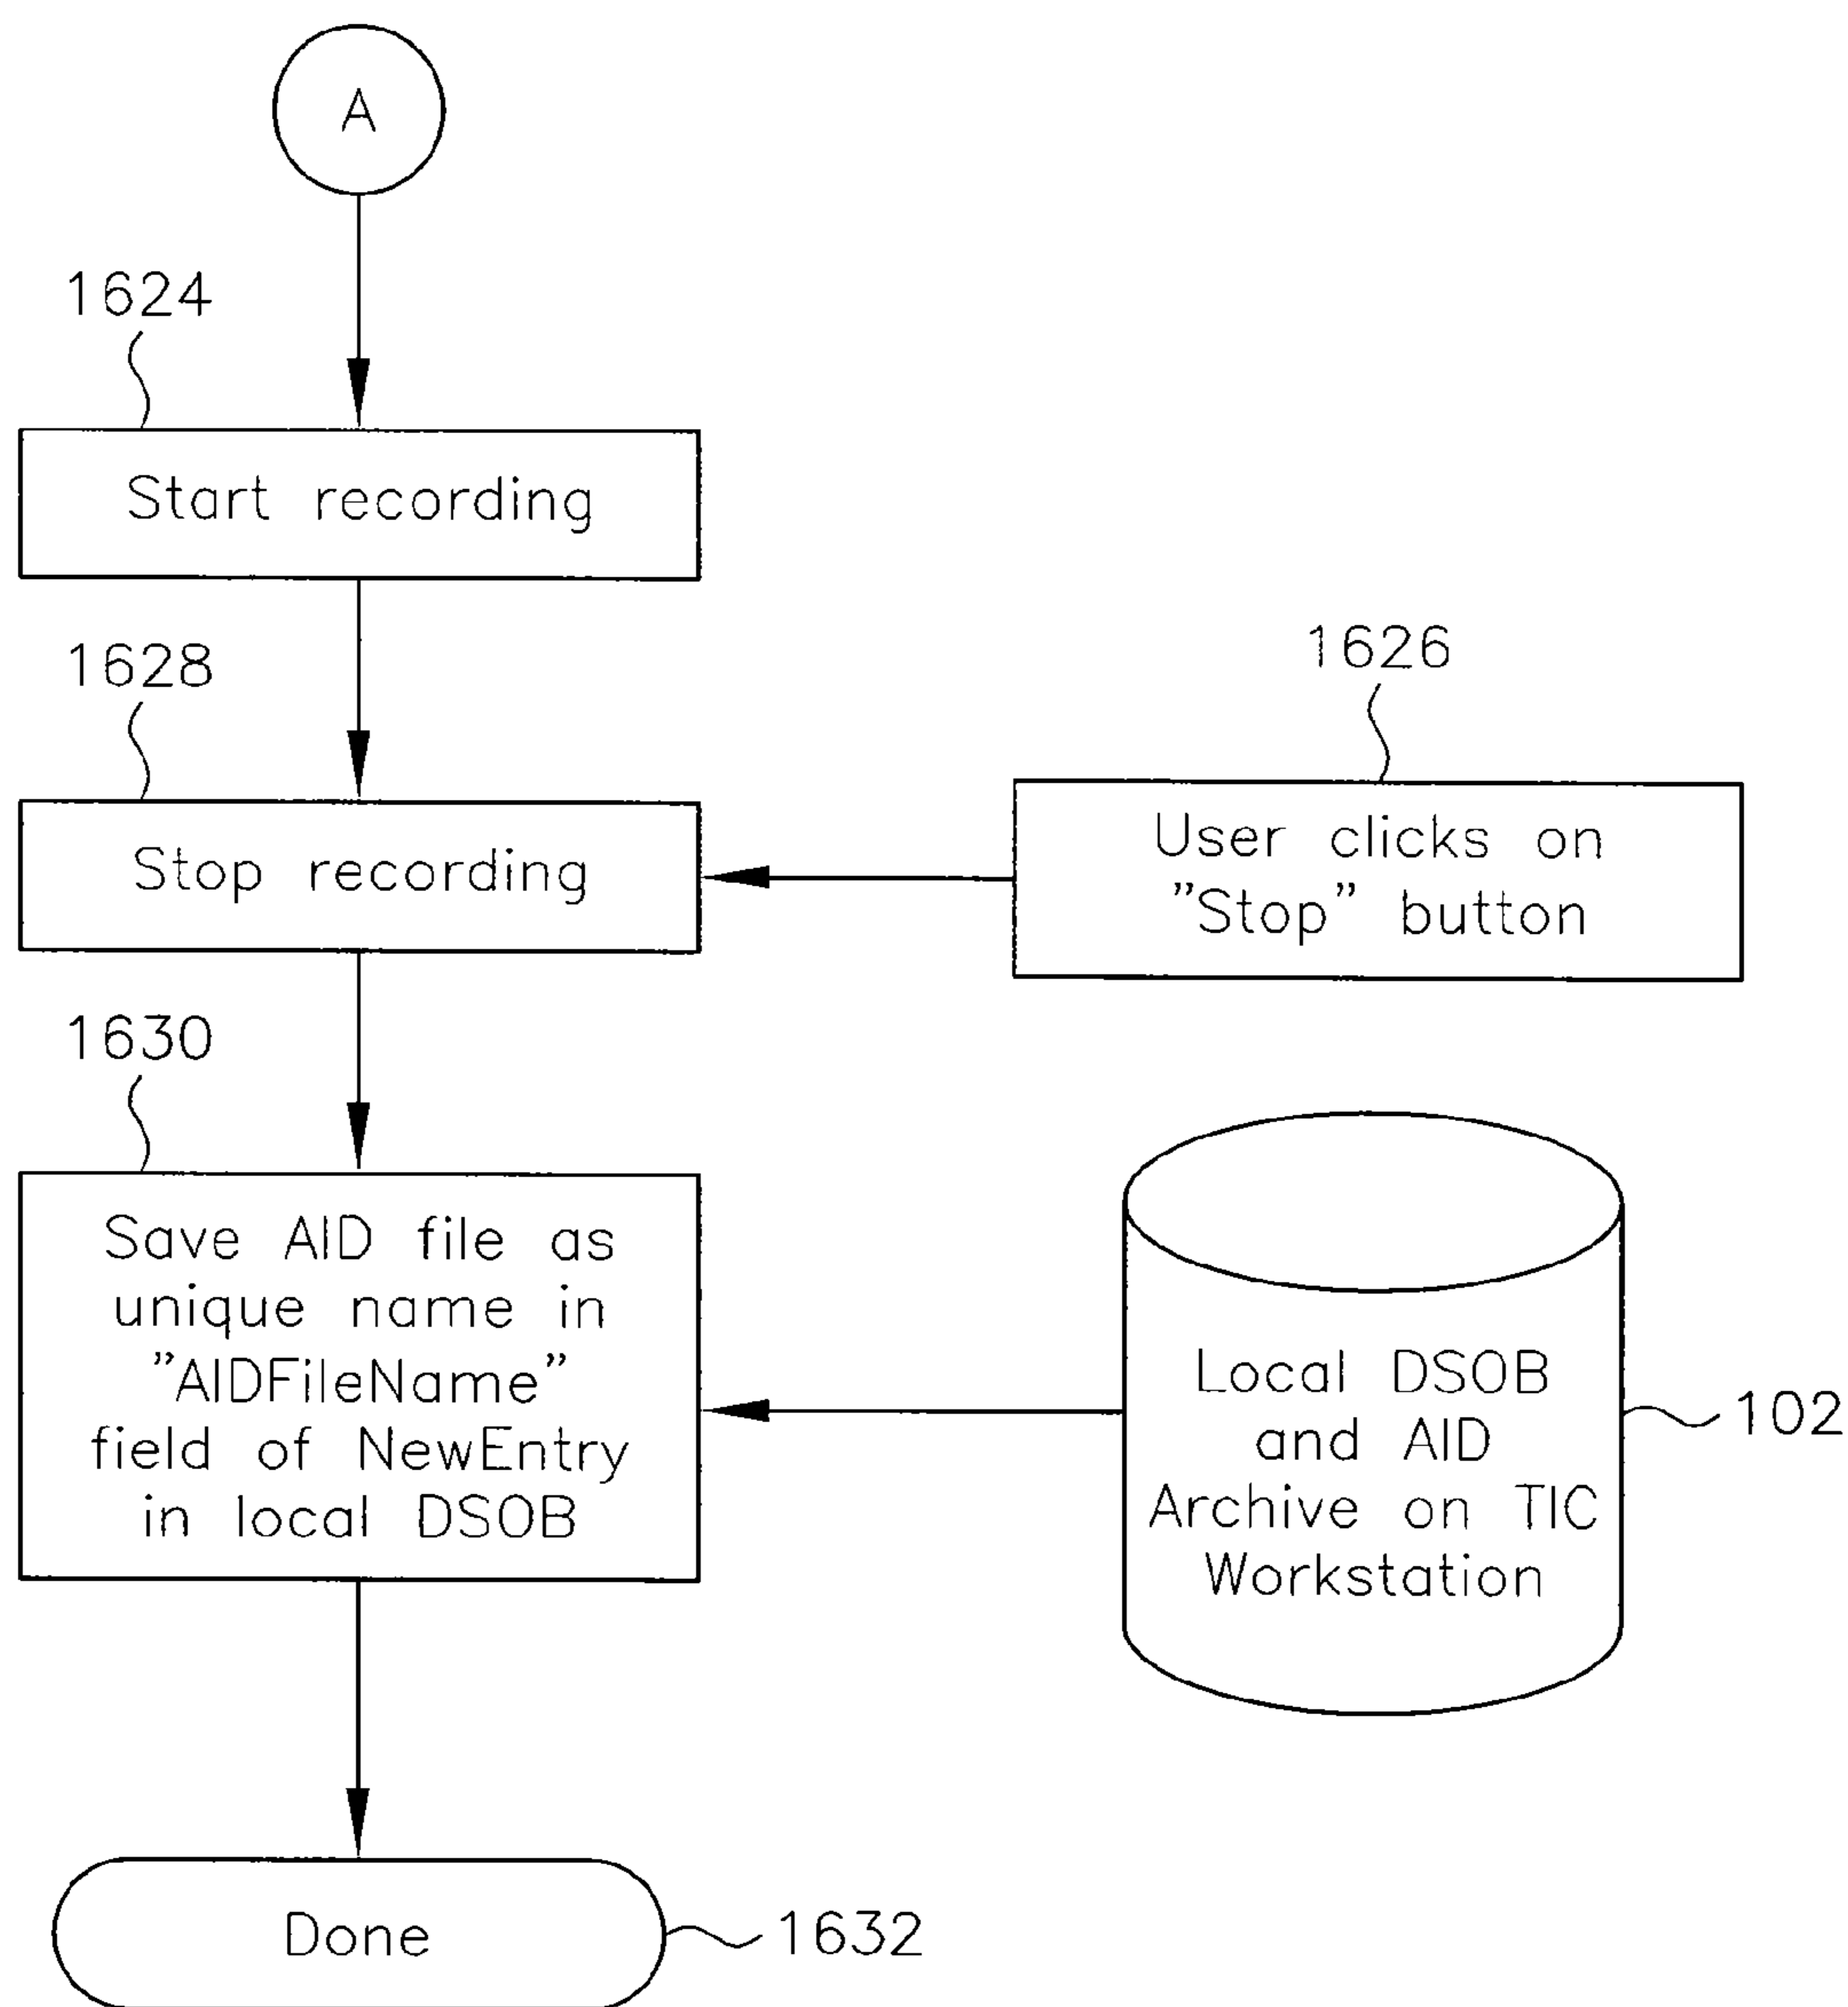 A
1624
Start recording
1628
Stop recording
1626
User clicks on
"Stop" button
1630
Save AID file as
unique name in
"AIDFileName"
field of NewEntry
in local DSOB
Local DSOB
and AID
Archive on TIC
Workstation
102
Done
1632